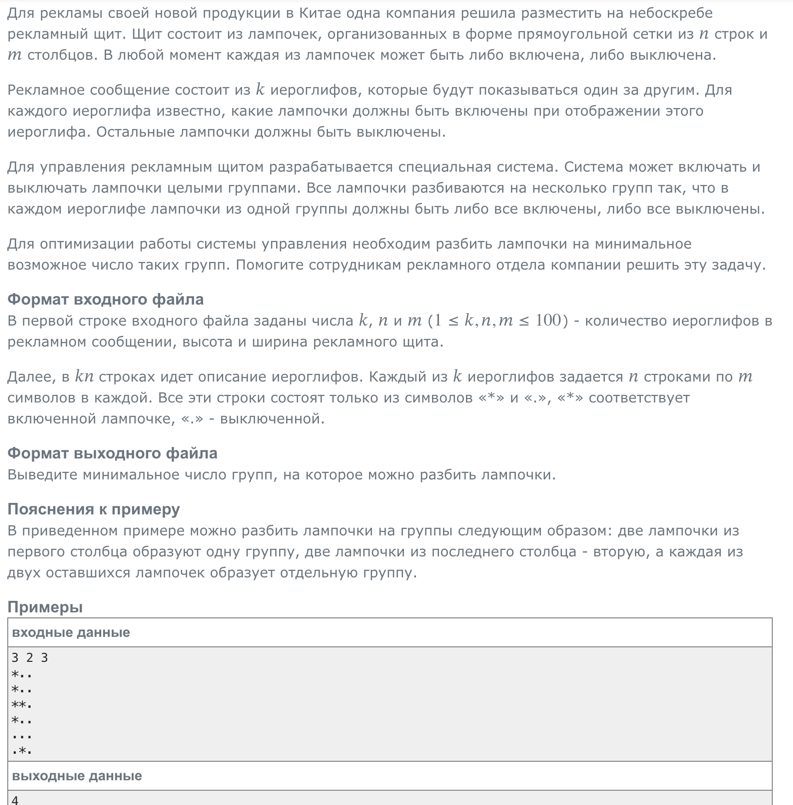 Для рекламы своей новой продукции в Китае одна компания решила разместить на небоскребе
рекламный щит. Щит состоит из лампочек, организованных в форме прямоугольной сетки из n строк и
m столбцов. В любой момент каждая из лампочек может быть либо включена, либо выключена.
Рекламное сообщение состоит из k иероглифов, которые будут показываться один за другим. Для
каждого иероглифа известно, какие лампочки должны быть включены при отображении этого
иероглифа. Остальные лампочки должны быть выключены.
Для управления рекламным щитом разрабатывается специальная система. Система может включать и
выключать лампочки целыми группами. Все лампочки разбиваются на несколько групп так, что в
каждом иероглифе лампочки из одной группы должны быть либо все включены, либо все выключены.
Для оптимизации работы системы управления необходим разбить лампочки на минимальное
возможное число таких групп. Помогите сотрудникам рекламного отдела компании решить эту задачу.
Формат входного файла
В первой строке входного файла заданы числа k, n и m (1 ≤ k, n, m ≤ 100) - количество иероглифов в
рекламном сообщении, высота и ширина рекламного щита.
Далее, в kn строках идет описание иероглифов. Каждый из k иероглифов задается n строками по m
символов в каждой. Все эти строки состоят только из символов «*» и «.», «*» соответствует
включенной лампочке, «.» - выключенной.
Формат выходного файла
Выведите минимальное число групп, на которое можно разбить лампочки.
Пояснения к примеру
В приведенном примере можно разбить лампочки на группы следующим образом: две лампочки из
первого столбца образуют одну группу, две лампочки из последнего столбца - вторую, а каждая из
двух оставшихся лампочек образует отдельную группу.
Примеры
входные данные
3 2 3
*..
*..
**.
*..
...
.*.
выходные данные
4